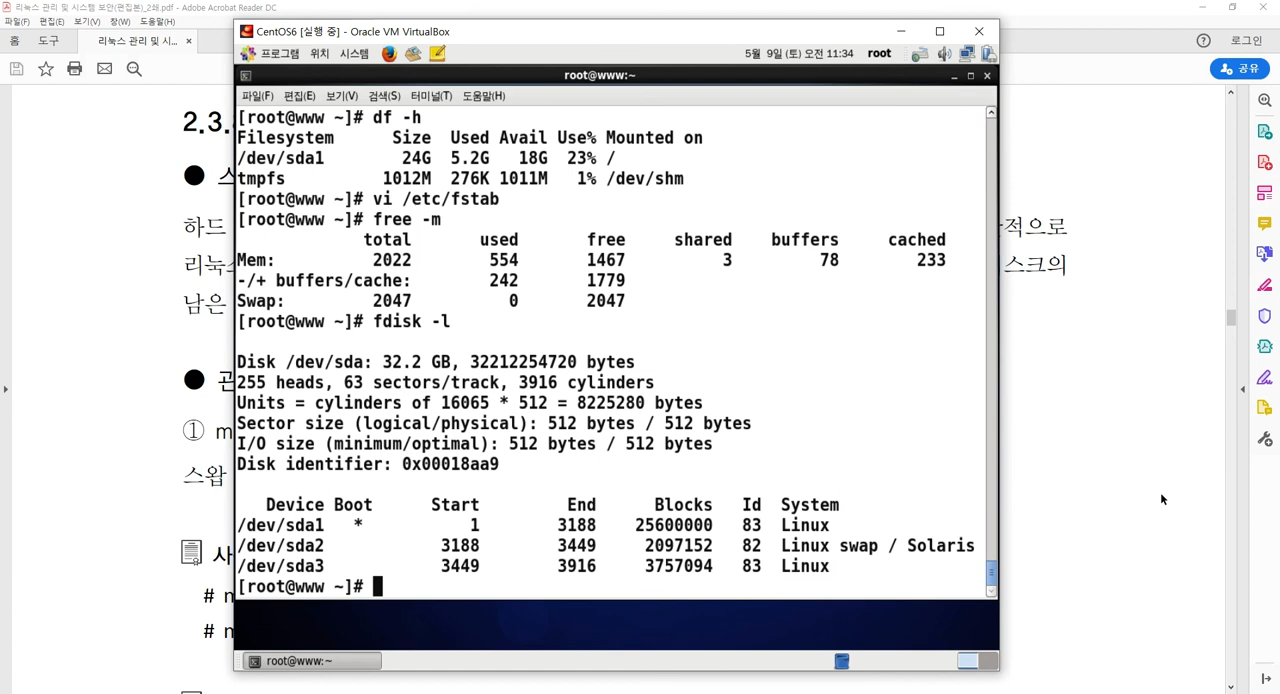 리눅스 관리 및 시스템 보안(편집본)_2쇄.pdf - Adobe Acrobat Reader DC
파일(F) 편집(E) 보기(V) 창(W) 도움말(H)
홈 도구 리눅스 관리 및 시... × 로그인
공유
CentOS6 [실행 중] - Oracle VM VirtualBox
프로그램 위치 시스템 5월 9일 (토) 오전 11:34 root
root@www:~
파일(F) 편집(E) 보기(V) 검색(S) 터미널(T) 도움말(H)
[root@www ~]# df -h
Filesystem Size Used Avail Use% Mounted on
/dev/sda1 24G 5.2G 18G 23% /
tmpfs 1012M 276K 1011M 1% /dev/shm
[root@www ~]# vi /etc/fstab
[root@www ~]# free -m
total used free shared buffers cached
Mem: 2022 554 1467 3 78 233
-/+ buffers/cache: 242 1779
Swap: 2047 0 2047
[root@www ~]# fdisk -l
Disk /dev/sda: 32.2 GB, 32212254720 bytes
255 heads, 63 sectors/track, 3916 cylinders
Units = cylinders of 16065 * 512 = 8225280 bytes
Sector size (logical/physical): 512 bytes / 512 bytes
I/O size (minimum/optimal): 512 bytes / 512 bytes
Disk identifier: 0x00018aa9
Device Boot Start End Blocks Id System
/dev/sda1 * 1 3188 25600000 83 Linux
/dev/sda2 3188 3449 2097152 82 Linux swap / Solaris
/dev/sda3 3449 3916 3757094 83 Linux
[root@www ~]#
root@www:~
2.3.
● 스
하드 적으로
리눅스 스크의
남은
● 관
① m
스왑
사
# m
# m